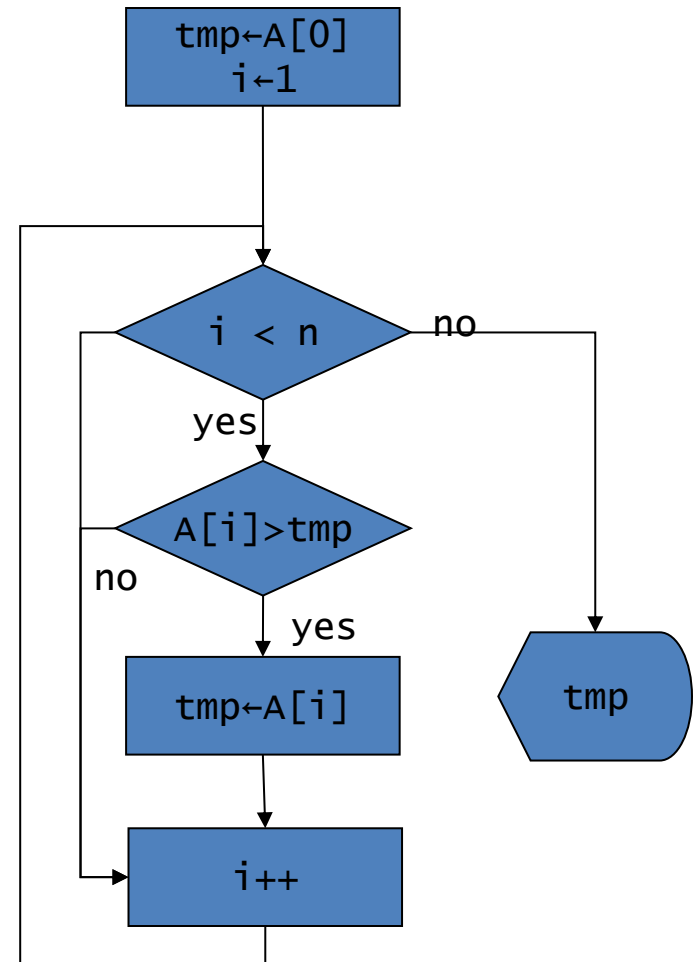 tmp←A[0]
i←1
i < n
no
yes
A[i]>tmp
no
yes
tmp←A[i]
tmp
i++